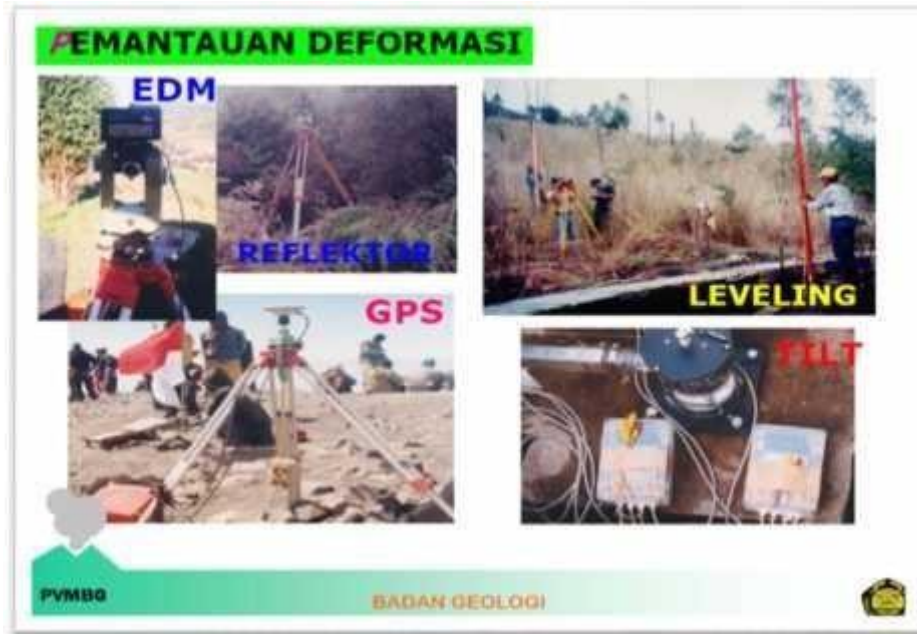 PEMANTAUAN DEFORMASI
EDM
REFLEKTOR
LEVELING
GPS
TILT
PVMBG
BADAN GEOLOGI